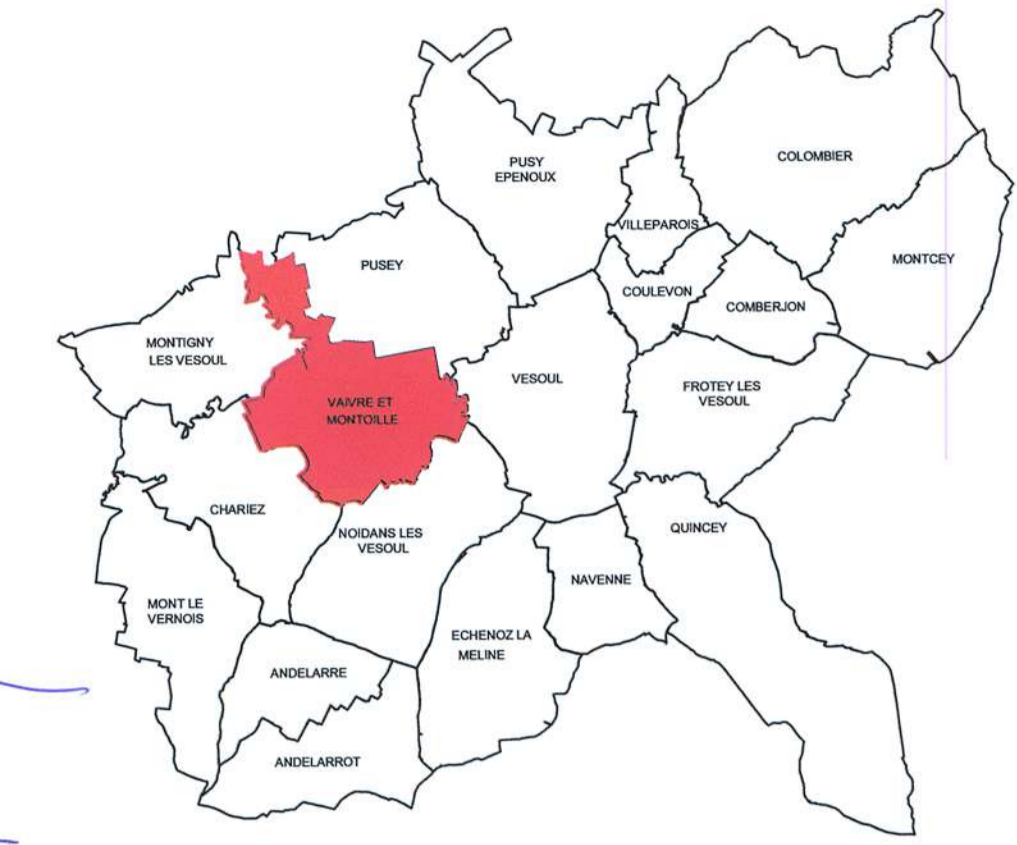 COLOMBIER
PUSY
EPENOUX
VILLEPAROIS
MONTCEY
PUSEY
COULEVON
COMBERJON
MONTIGNY
LES VESOUL
VESOUL
FROTEY LES
VESOUL
VAIVRE ET
MONTOILLE
CHARIEZ
NOIDANS LES
VESOUL
QUINCEY
NAVENNE
MONT LE
VERNOIS
ECHENOZ LA
MELINE
ANDELARRE
ANDELARROT